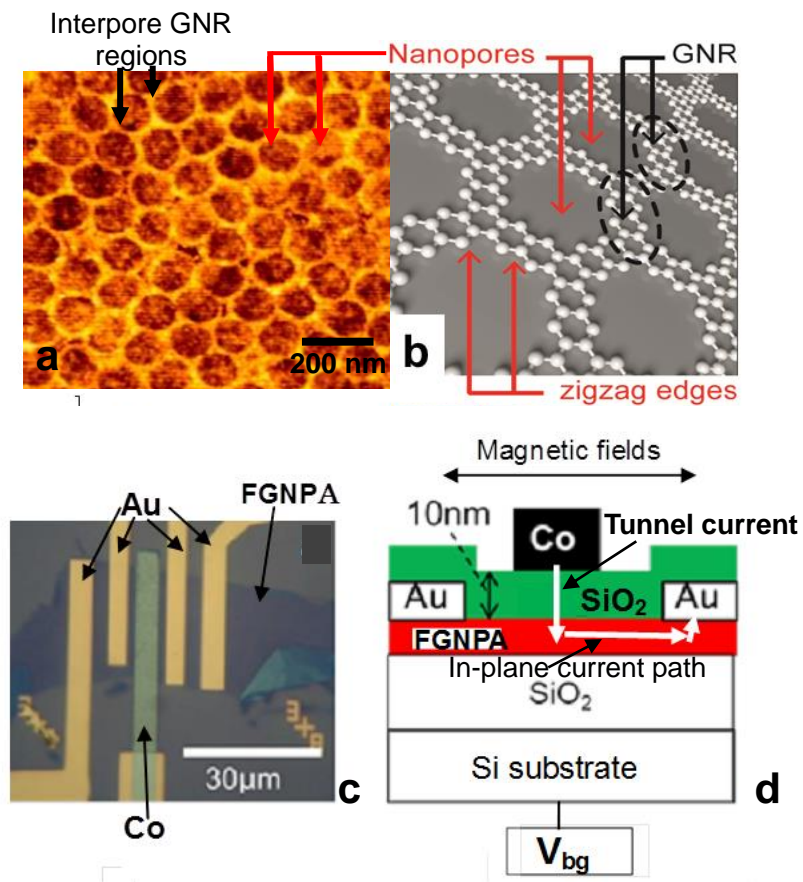 Interpore GNR
regions
Nanopores
GNR
a
200 nm
b
zigzag edges
Au
FGNPA
30μm
c
Co
Magnetic fields
10nm
Co
Tunnel current
Au
SiO2
Au
FGNPA
In-plane current path
SiO2
Si substrate
d
Vbg